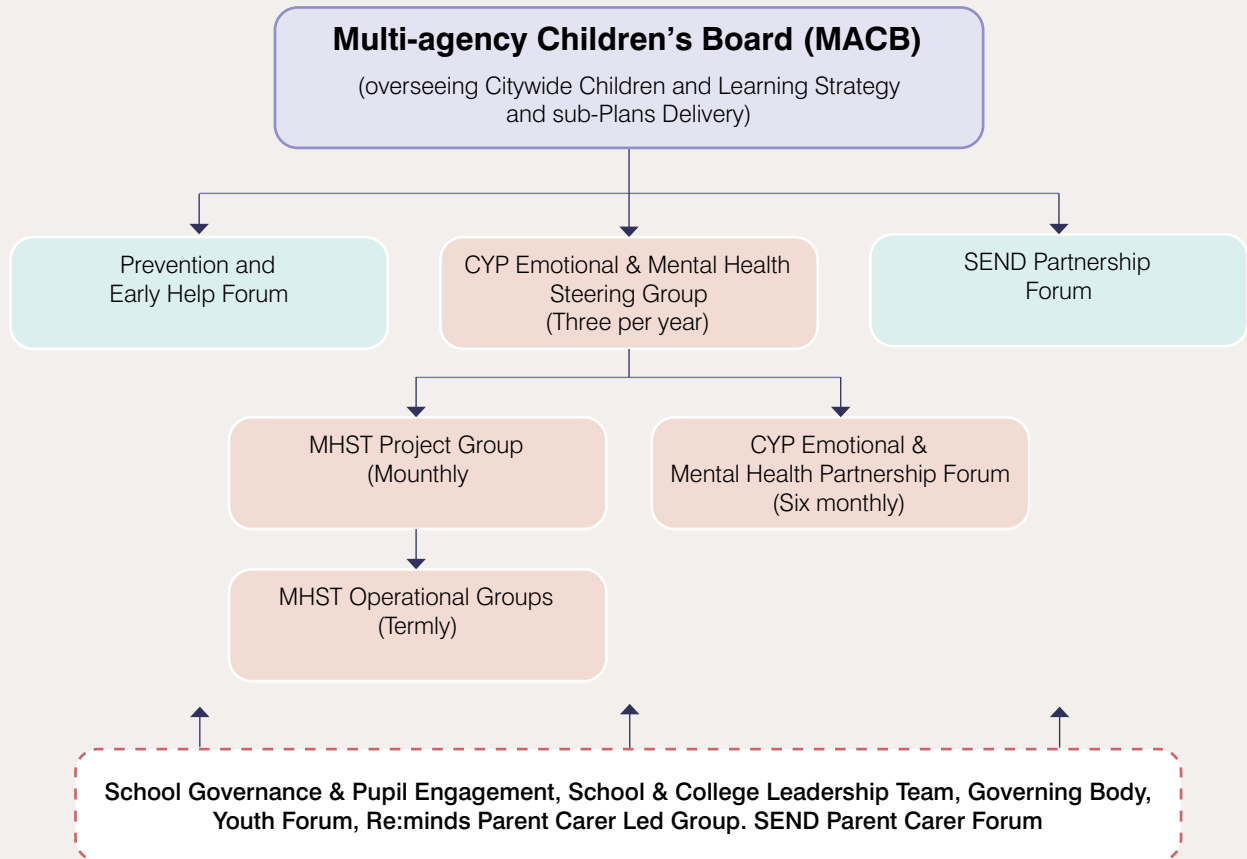 Multi-agency Children’s Board (MACB)
(overseeing Citywide Children and Learning Strategy
and sub-Plans Delivery)
Prevention and
Early Help Forum
CYP Emotional & Mental Health
Steering Group
(Three per year)
SEND Partnership
Forum
MHST Project Group
(Mounthly
CYP Emotional &
Mental Health Partnership Forum
(Six monthly)
MHST Operational Groups
(Termly)
School Governance & Pupil Engagement, School & College Leadership Team, Governing Body,
Youth Forum, Re:minds Parent Carer Led Group. SEND Parent Carer Forum